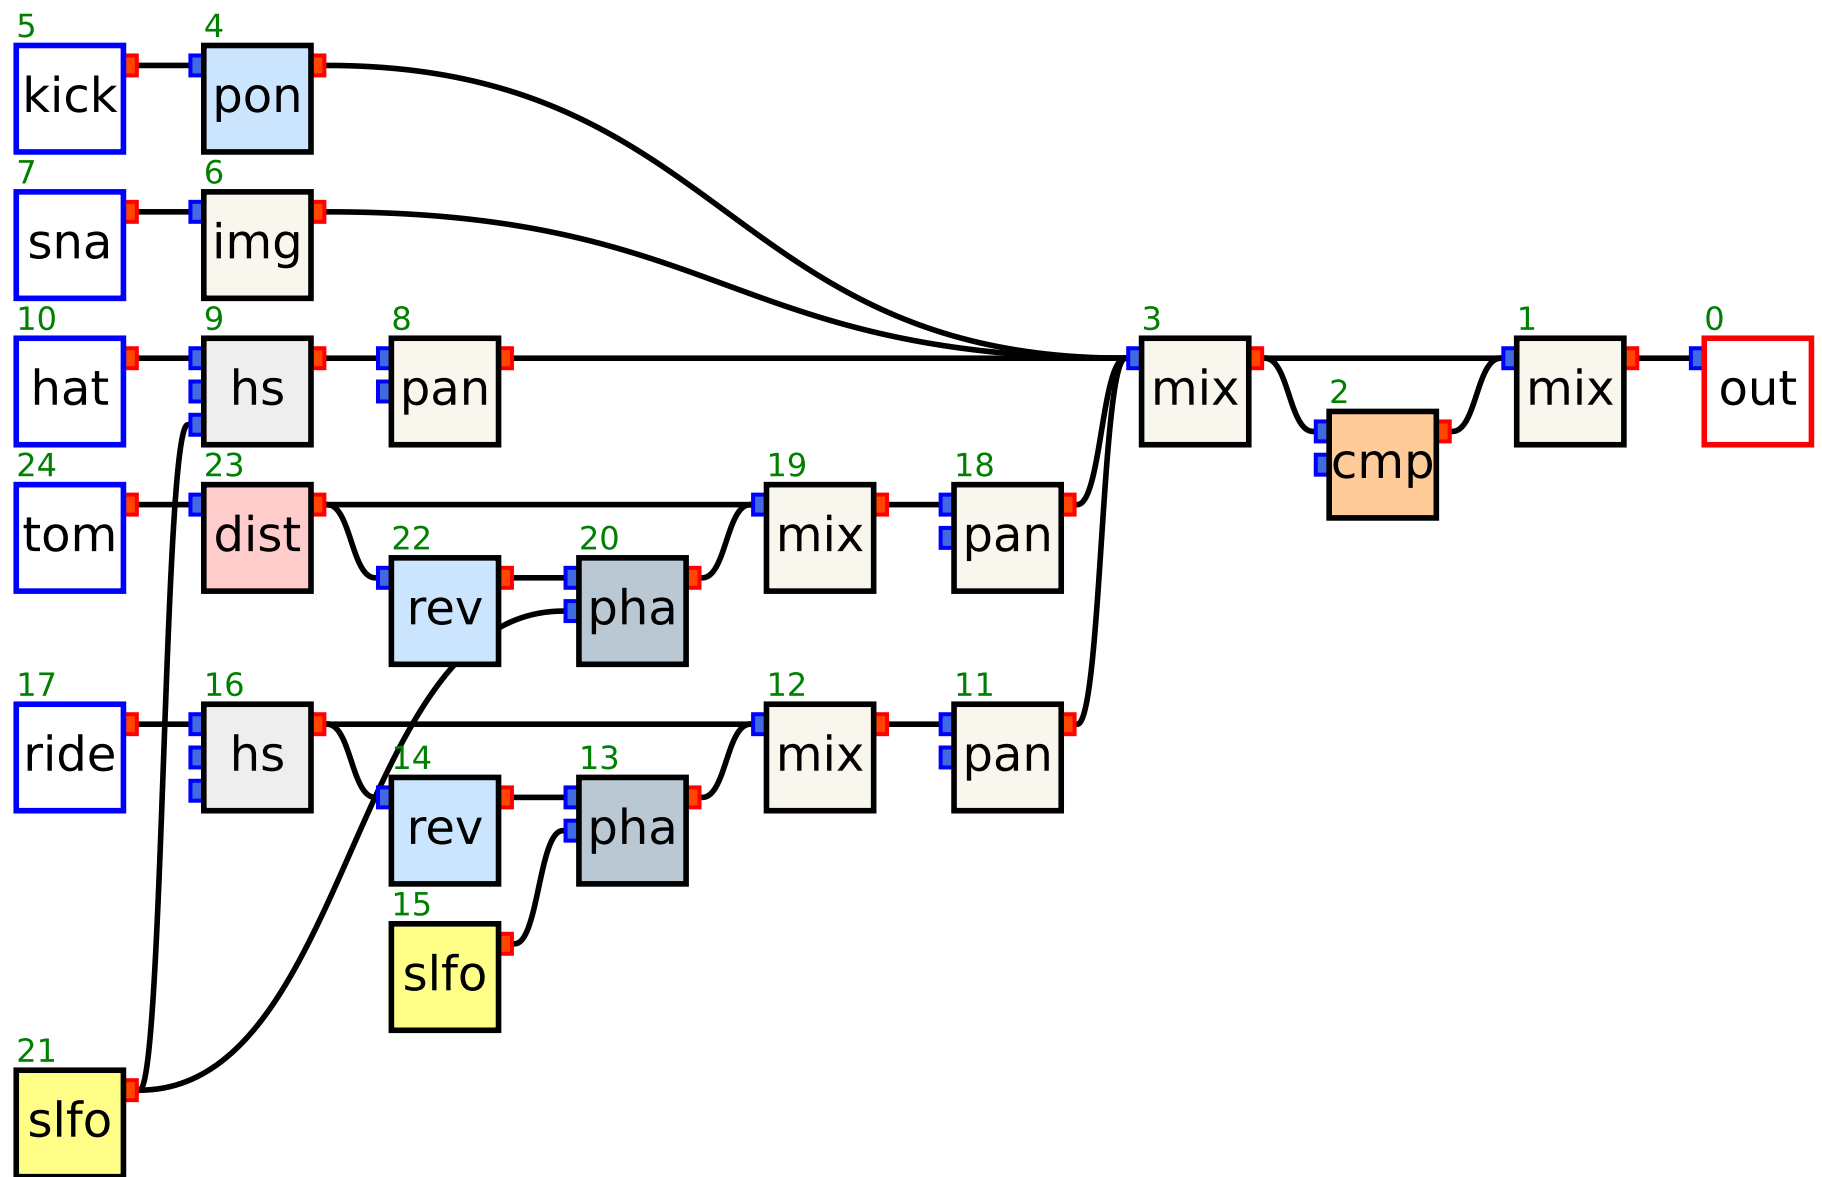 5
kick
4
pon
7
sna
6
img
10
hat
9
hs
8
pan
3
mix
2
cmp
1
mix
0
out
24
tom
23
dist
22
rev
20
pha
19
mix
18
pan
17
ride
16
hs
14
rev
13
pha
12
mix
11
pan
15
slfo
21
slfo